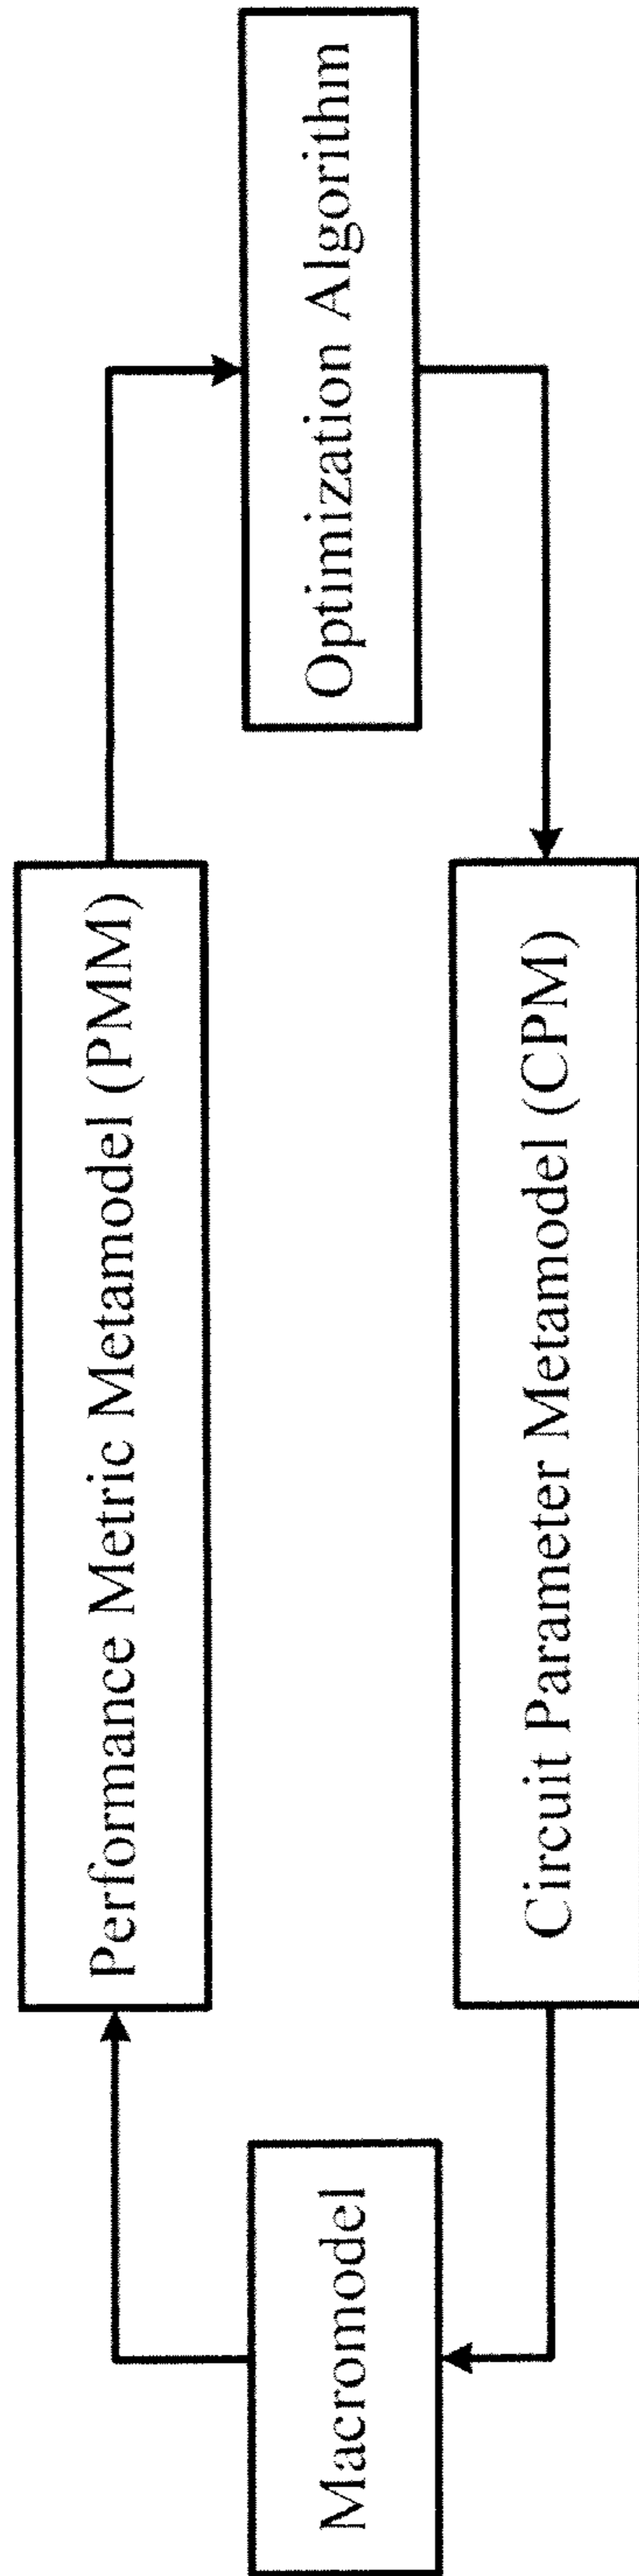 Performance Metric Metamodel (PMM)
Macromodel
Optimization Algorithm
Circuit Parameter Metamodel (CPM)